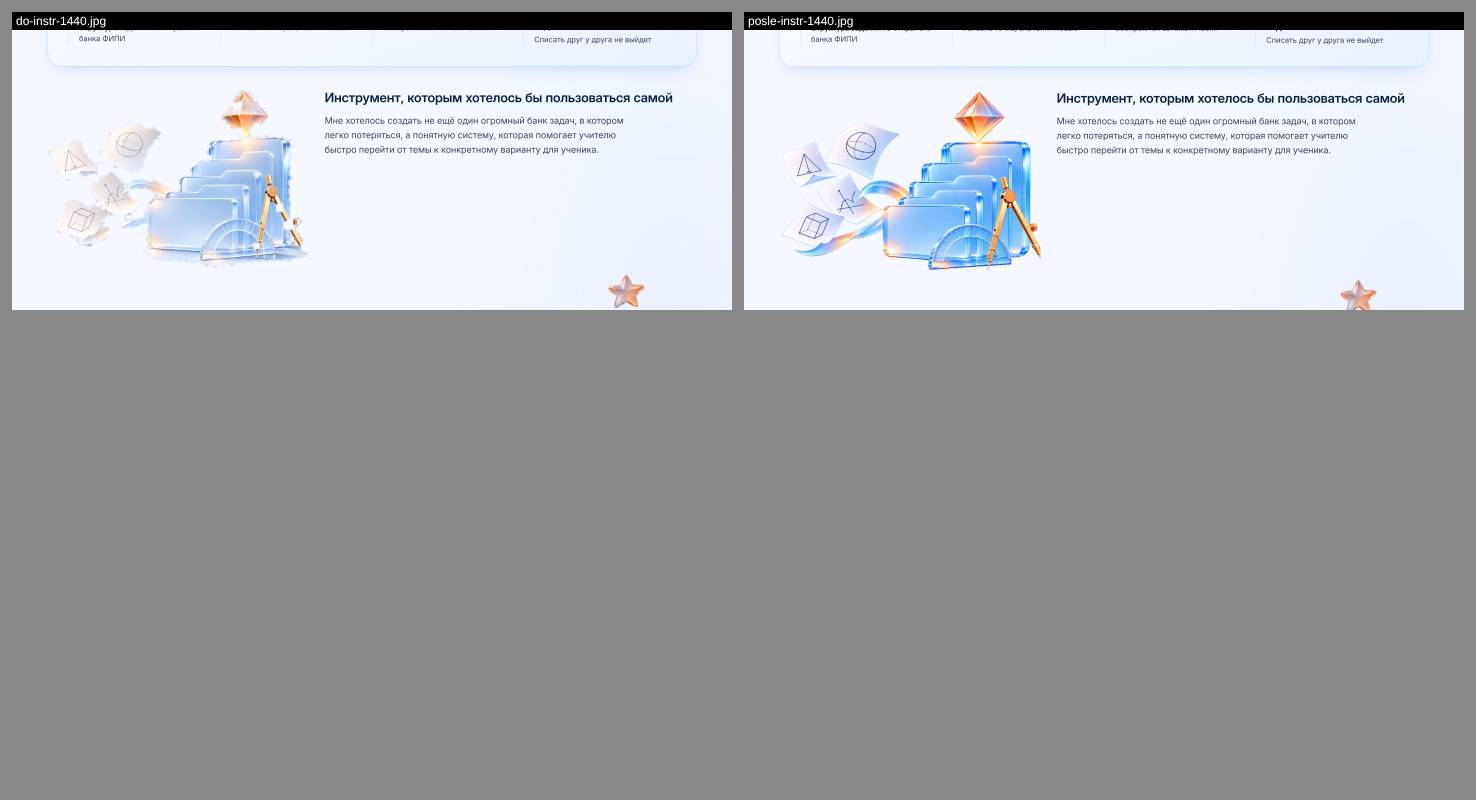 do-instr-1440.jpg
банка ФИПИ
Списать друг у друга не выйдет
Инструмент, которым хотелось бы пользоваться самой
Мне хотелось создать не ещё один огромный банк задач, в котором
легко потеряться, а понятную систему, которая помогает учителю
быстро перейти от темы к конкретному варианту для ученика.
posle-instr-1440.jpg
банка ФИПИ
Списать друг у друга не выйдет
Инструмент, которым хотелось бы пользоваться самой
Мне хотелось создать не ещё один огромный банк задач, в котором
легко потеряться, а понятную систему, которая помогает учителю
быстро перейти от темы к конкретному варианту для ученика.